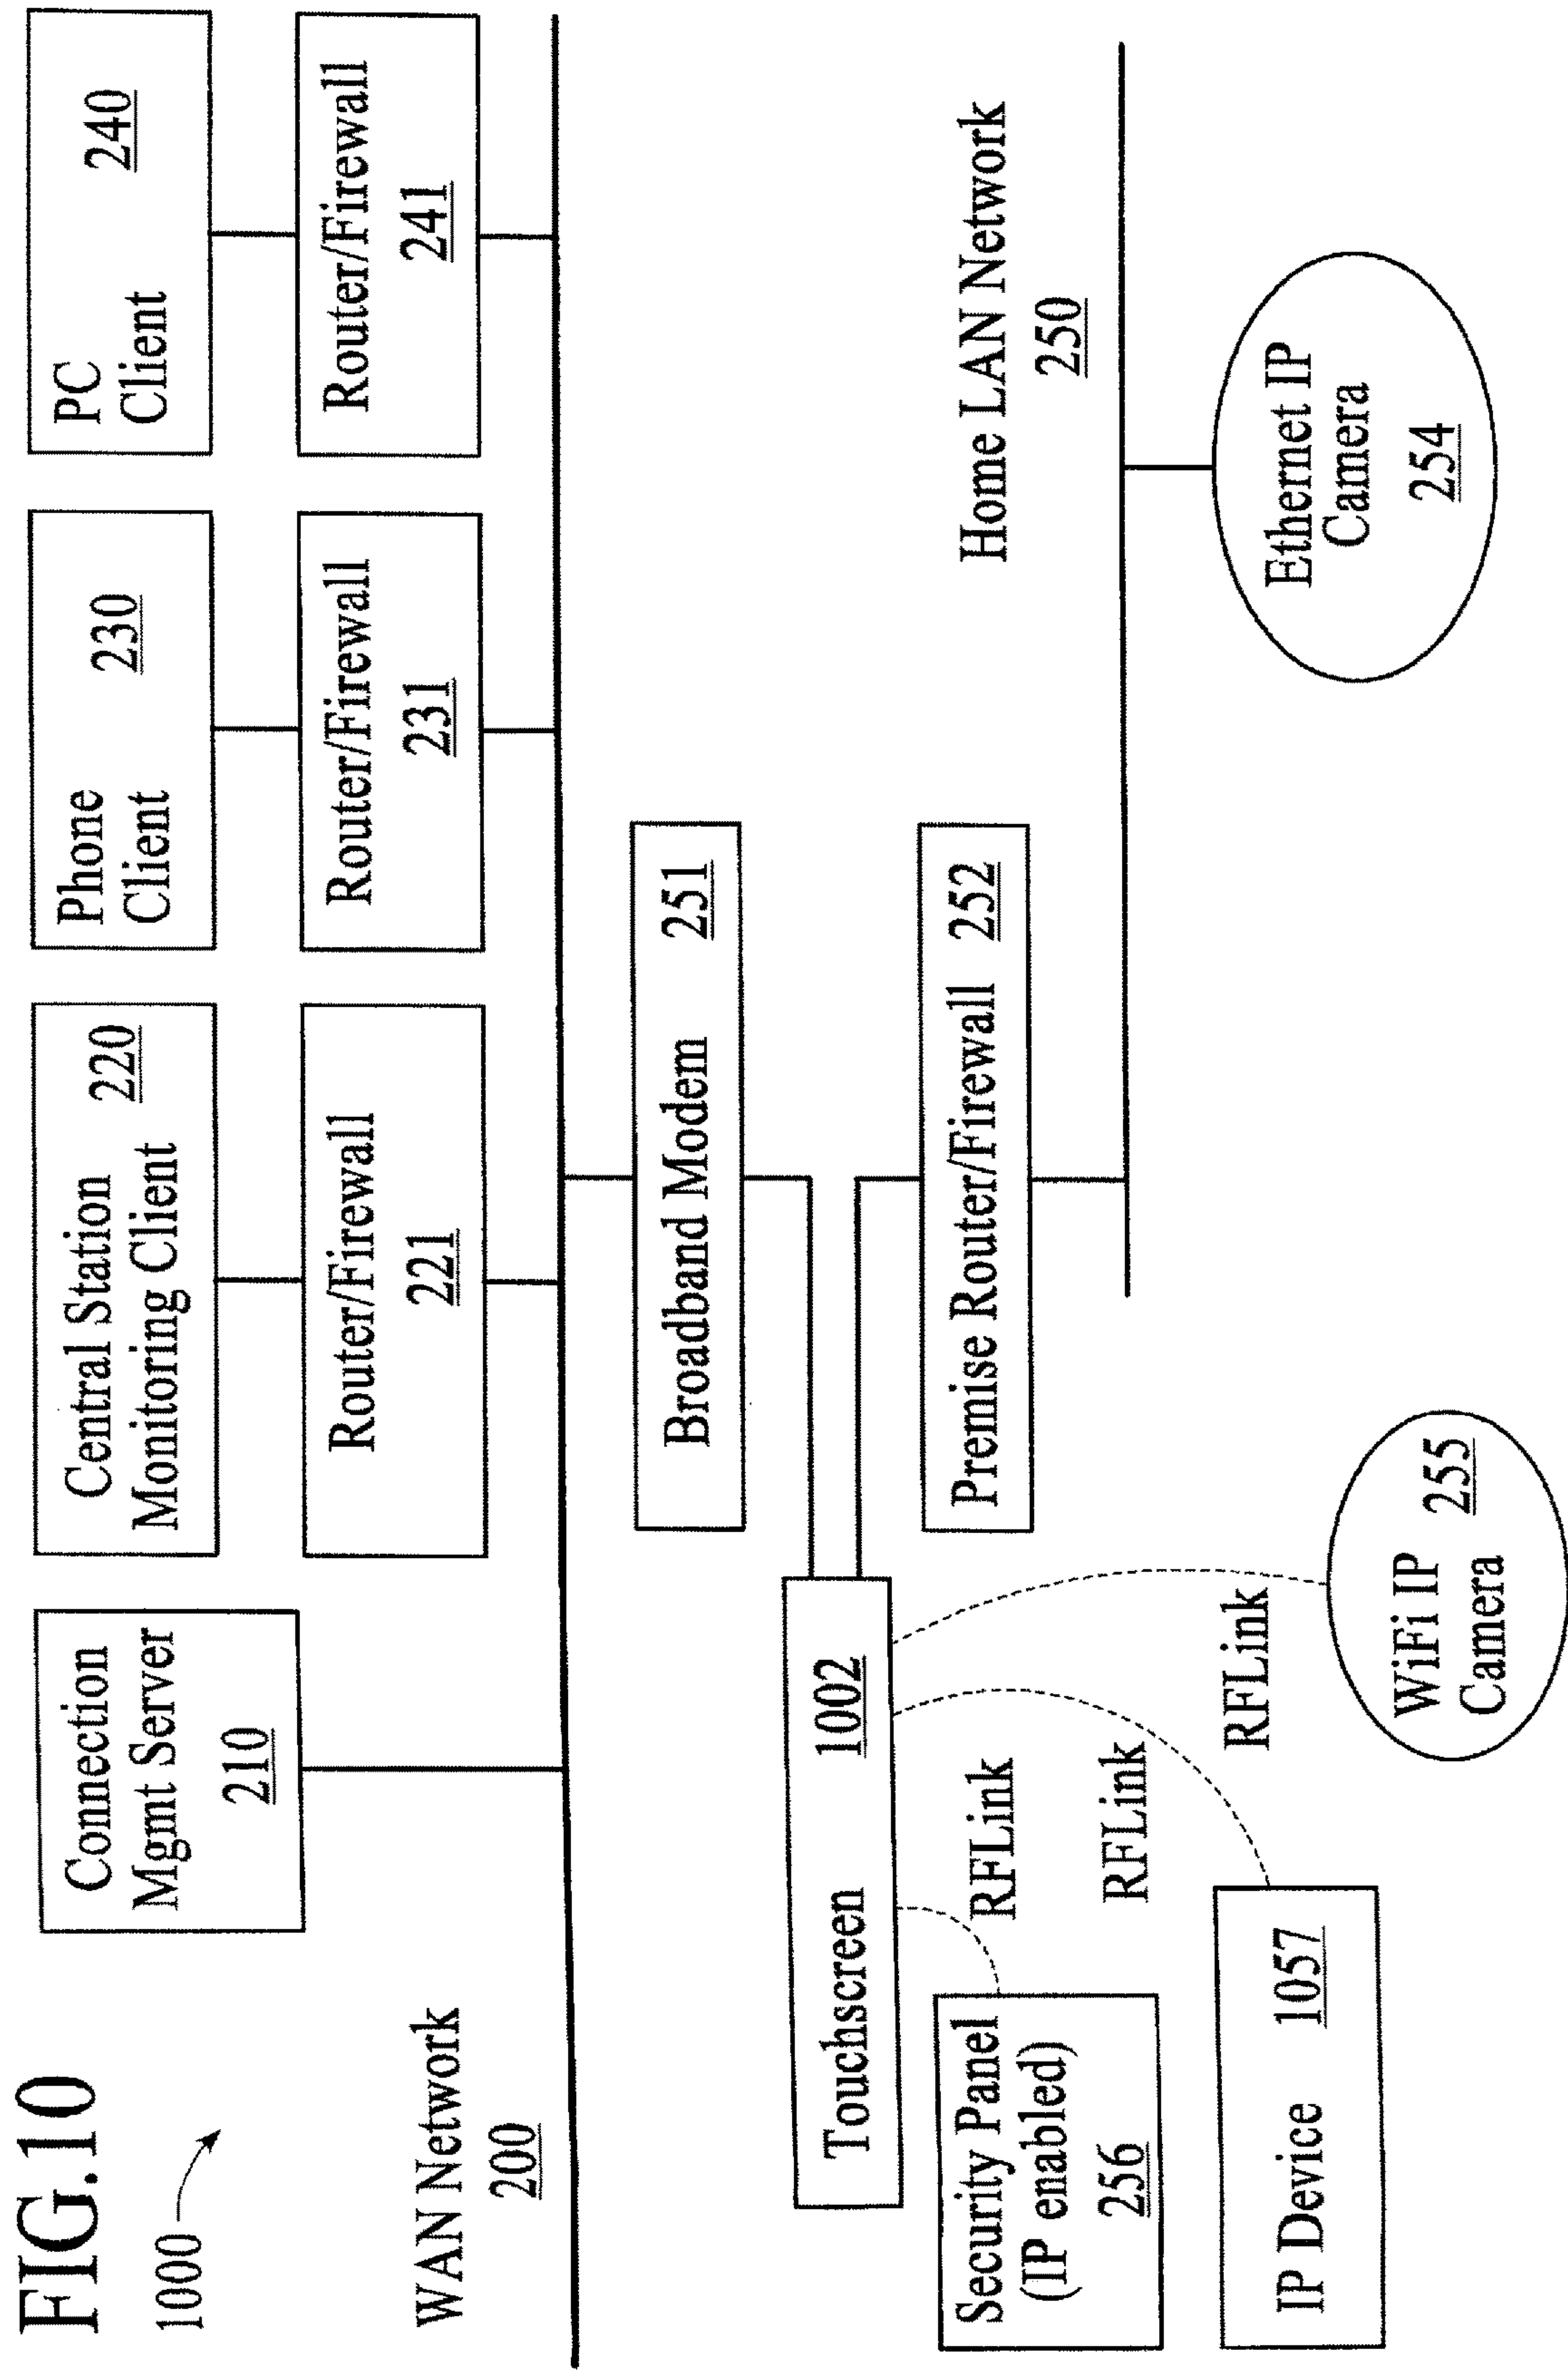 FIG.10
1000
Connection
Mgmt Server
210
Central Station
Monitoring Client
220
Phone
Client
230
PC
Client
240
Router/Firewall
221
Router/Firewall
231
Router/Firewall
241
WAN Network
200
Broadband Modem 251
Touchscreen 1002
Premise Router/Firewall 252
Home LAN Network
250
Security Panel
(IP enabled)
256
RFLink
RFLink
RFLink
IP Device 1057
WiFi IP
Camera
255
Ethernet IP
Camera
254